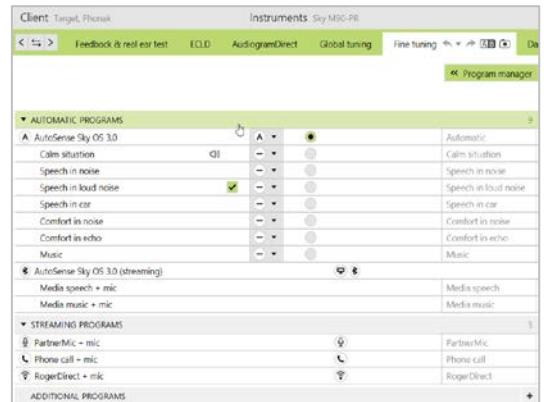 Client Target, Phonak Instruments Sky M90-PR
Feedback & real ear test ECLD AudiogramDirect Global tuning Fine tuning Da
« Program manager
AUTOMATIC PROGRAMS 9
A AutoSense Sky OS 3.0 A Automatic
Calm situation Calm situation
Speech in noise Speech in noise
Speech in loud noise Speech in loud noise
Speech in car Speech in car
Comfort in noise Comfort in noise
Comfort in echo Comfort in echo
Music Music
AutoSense Sky OS 3.0 (streaming)
Media speech + mic Media speech
Media music + mic Media music
STREAMING PROGRAMS 3
PartnerMic + mic PartnerMic
Phone call + mic Phone call
RogerDirect + mic RogerDirect
ADDITIONAL PROGRAMS +